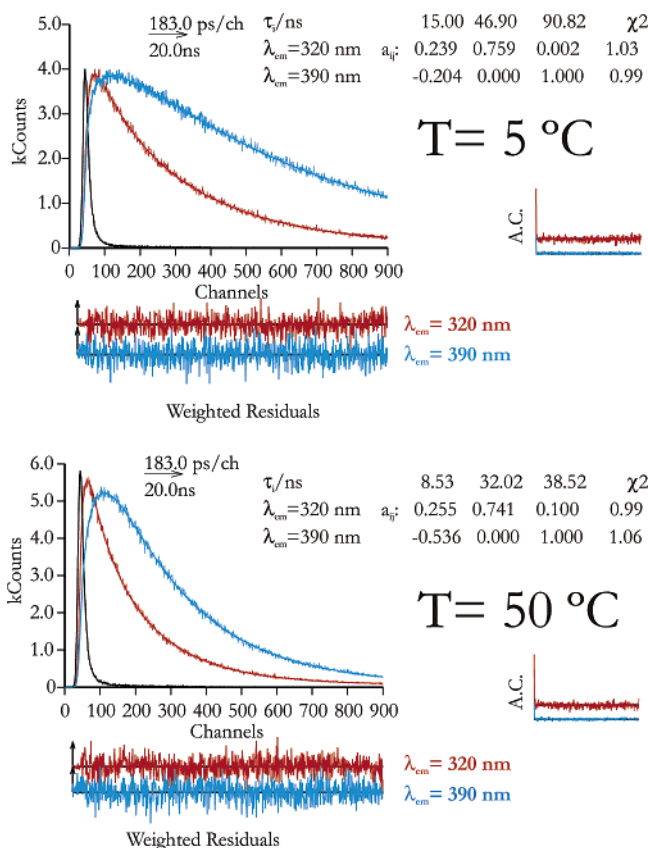 183.0 ps/ch
20.0ns
τᵢ/ns 15.00 46.90 90.82 χ2
λem=320 nm aij: 0.239 0.759 0.002 1.03
λem=390 nm -0.204 0.000 1.000 0.99
T= 5 ºC
kCounts
5.0
4.0
3.0
2.0
1.0
0
0 100 200 300 400 500 600 700 800 900
Channels
A.C.
λem= 320 nm
λem= 390 nm
Weighted Residuals
183.0 ps/ch
20.0ns
τᵢ/ns 8.53 32.02 38.52 χ2
λem=320 nm aij: 0.255 0.741 0.100 0.99
λem=390 nm -0.536 0.000 1.000 1.06
T= 50 ºC
kCounts
6.0
5.0
4.0
3.0
2.0
1.0
0
0 100 200 300 400 500 600 700 800 900
Channels
A.C.
λem= 320 nm
λem= 390 nm
Weighted Residuals